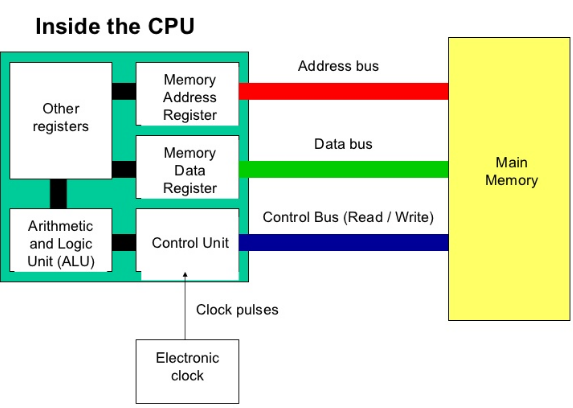 Inside the CPU
Address bus
Memory
Address
Register
Other
registers
Data bus
Memory
Data
Register
Main
Memory
Control Bus (Read / Write)
Arithmetic
and Logic
Unit (ALU)
Control Unit
Clock pulses
Electronic
clock